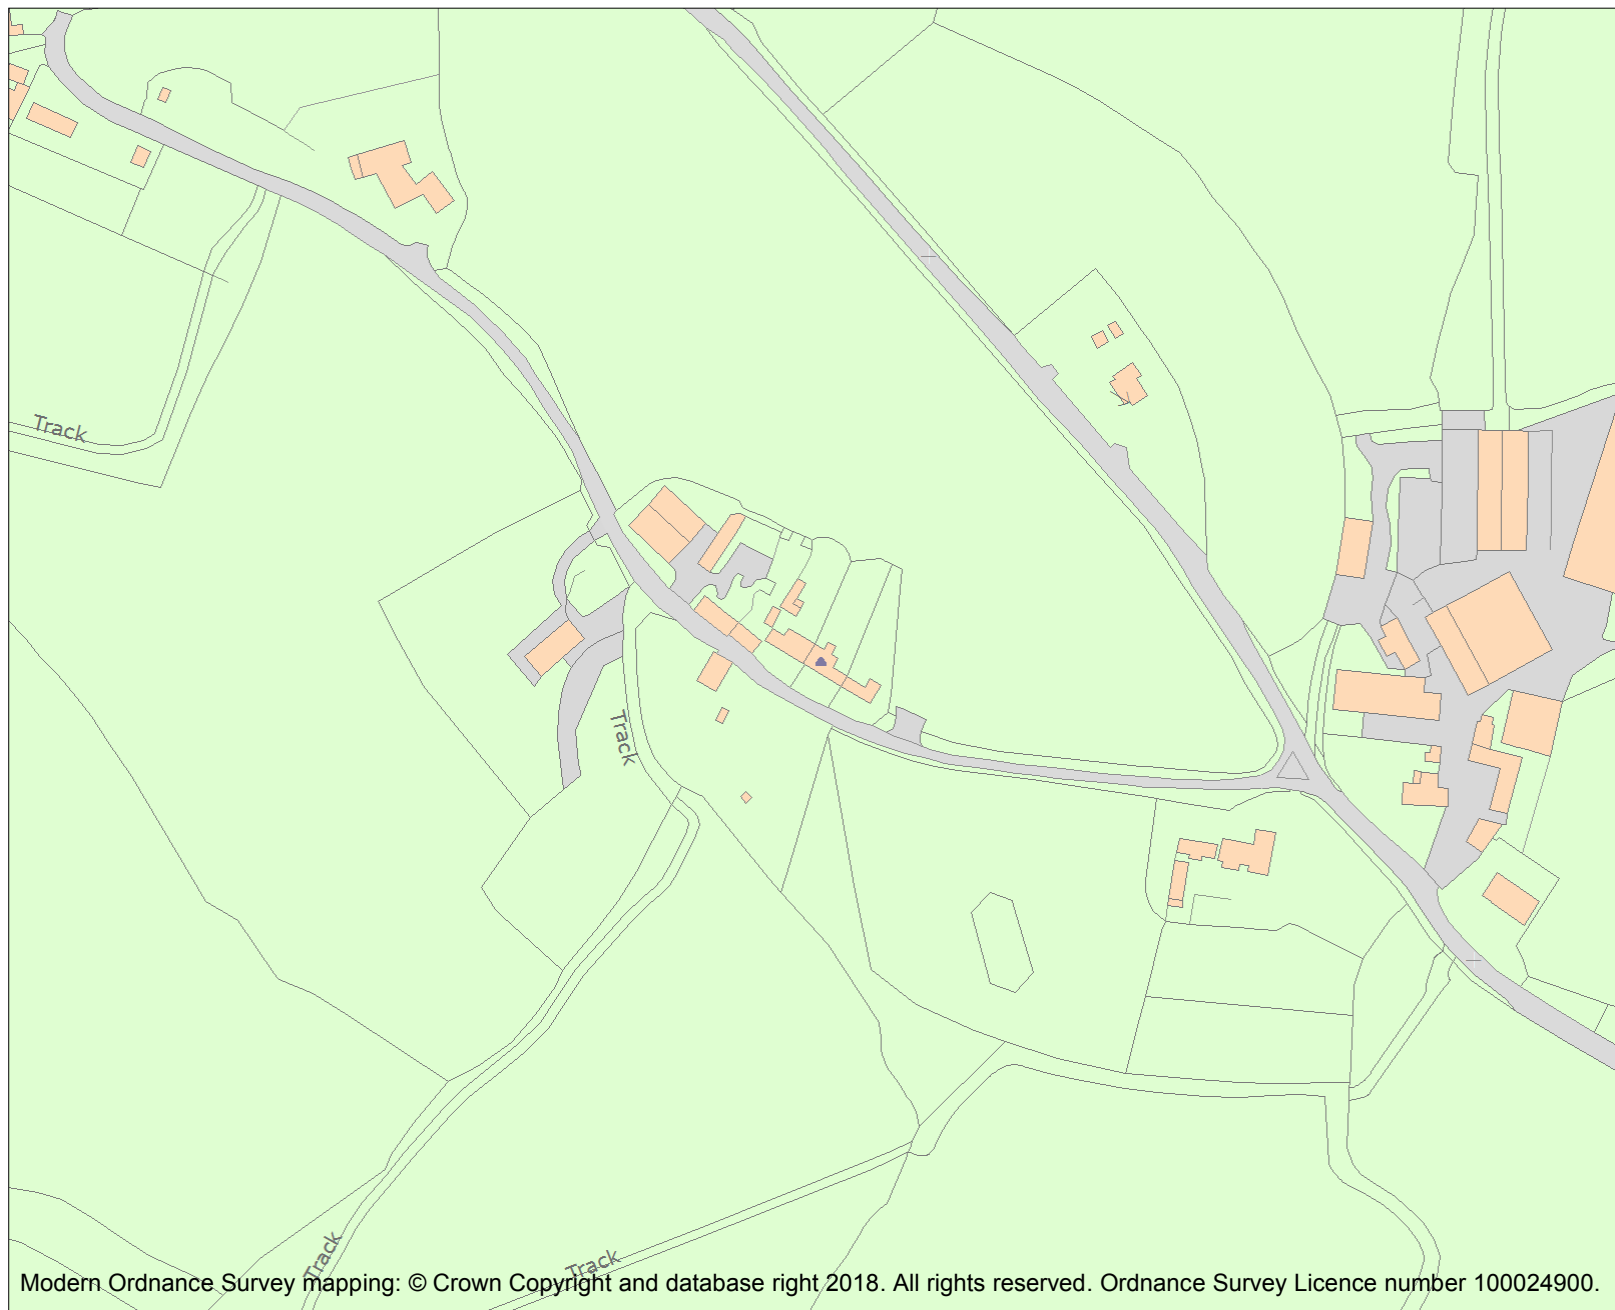 Track
Track
Track
Track
Modern Ordnance Survey mapping: © Crown Copyright and database right 2018. All rights reserved. Ordnance Survey Licence number 100024900.